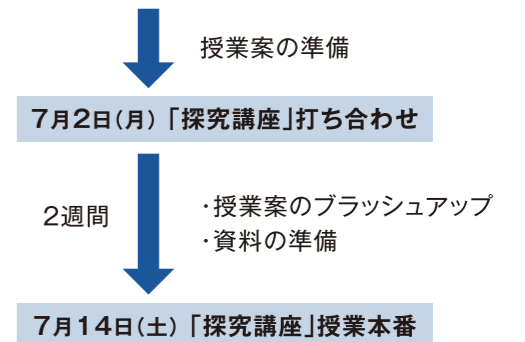 授業案の準備
7月2日(月)「探究講座」打ち合わせ
2週間
・授業案のブラッシュアップ
・資料の準備
7月14日(土)「探究講座」授業本番